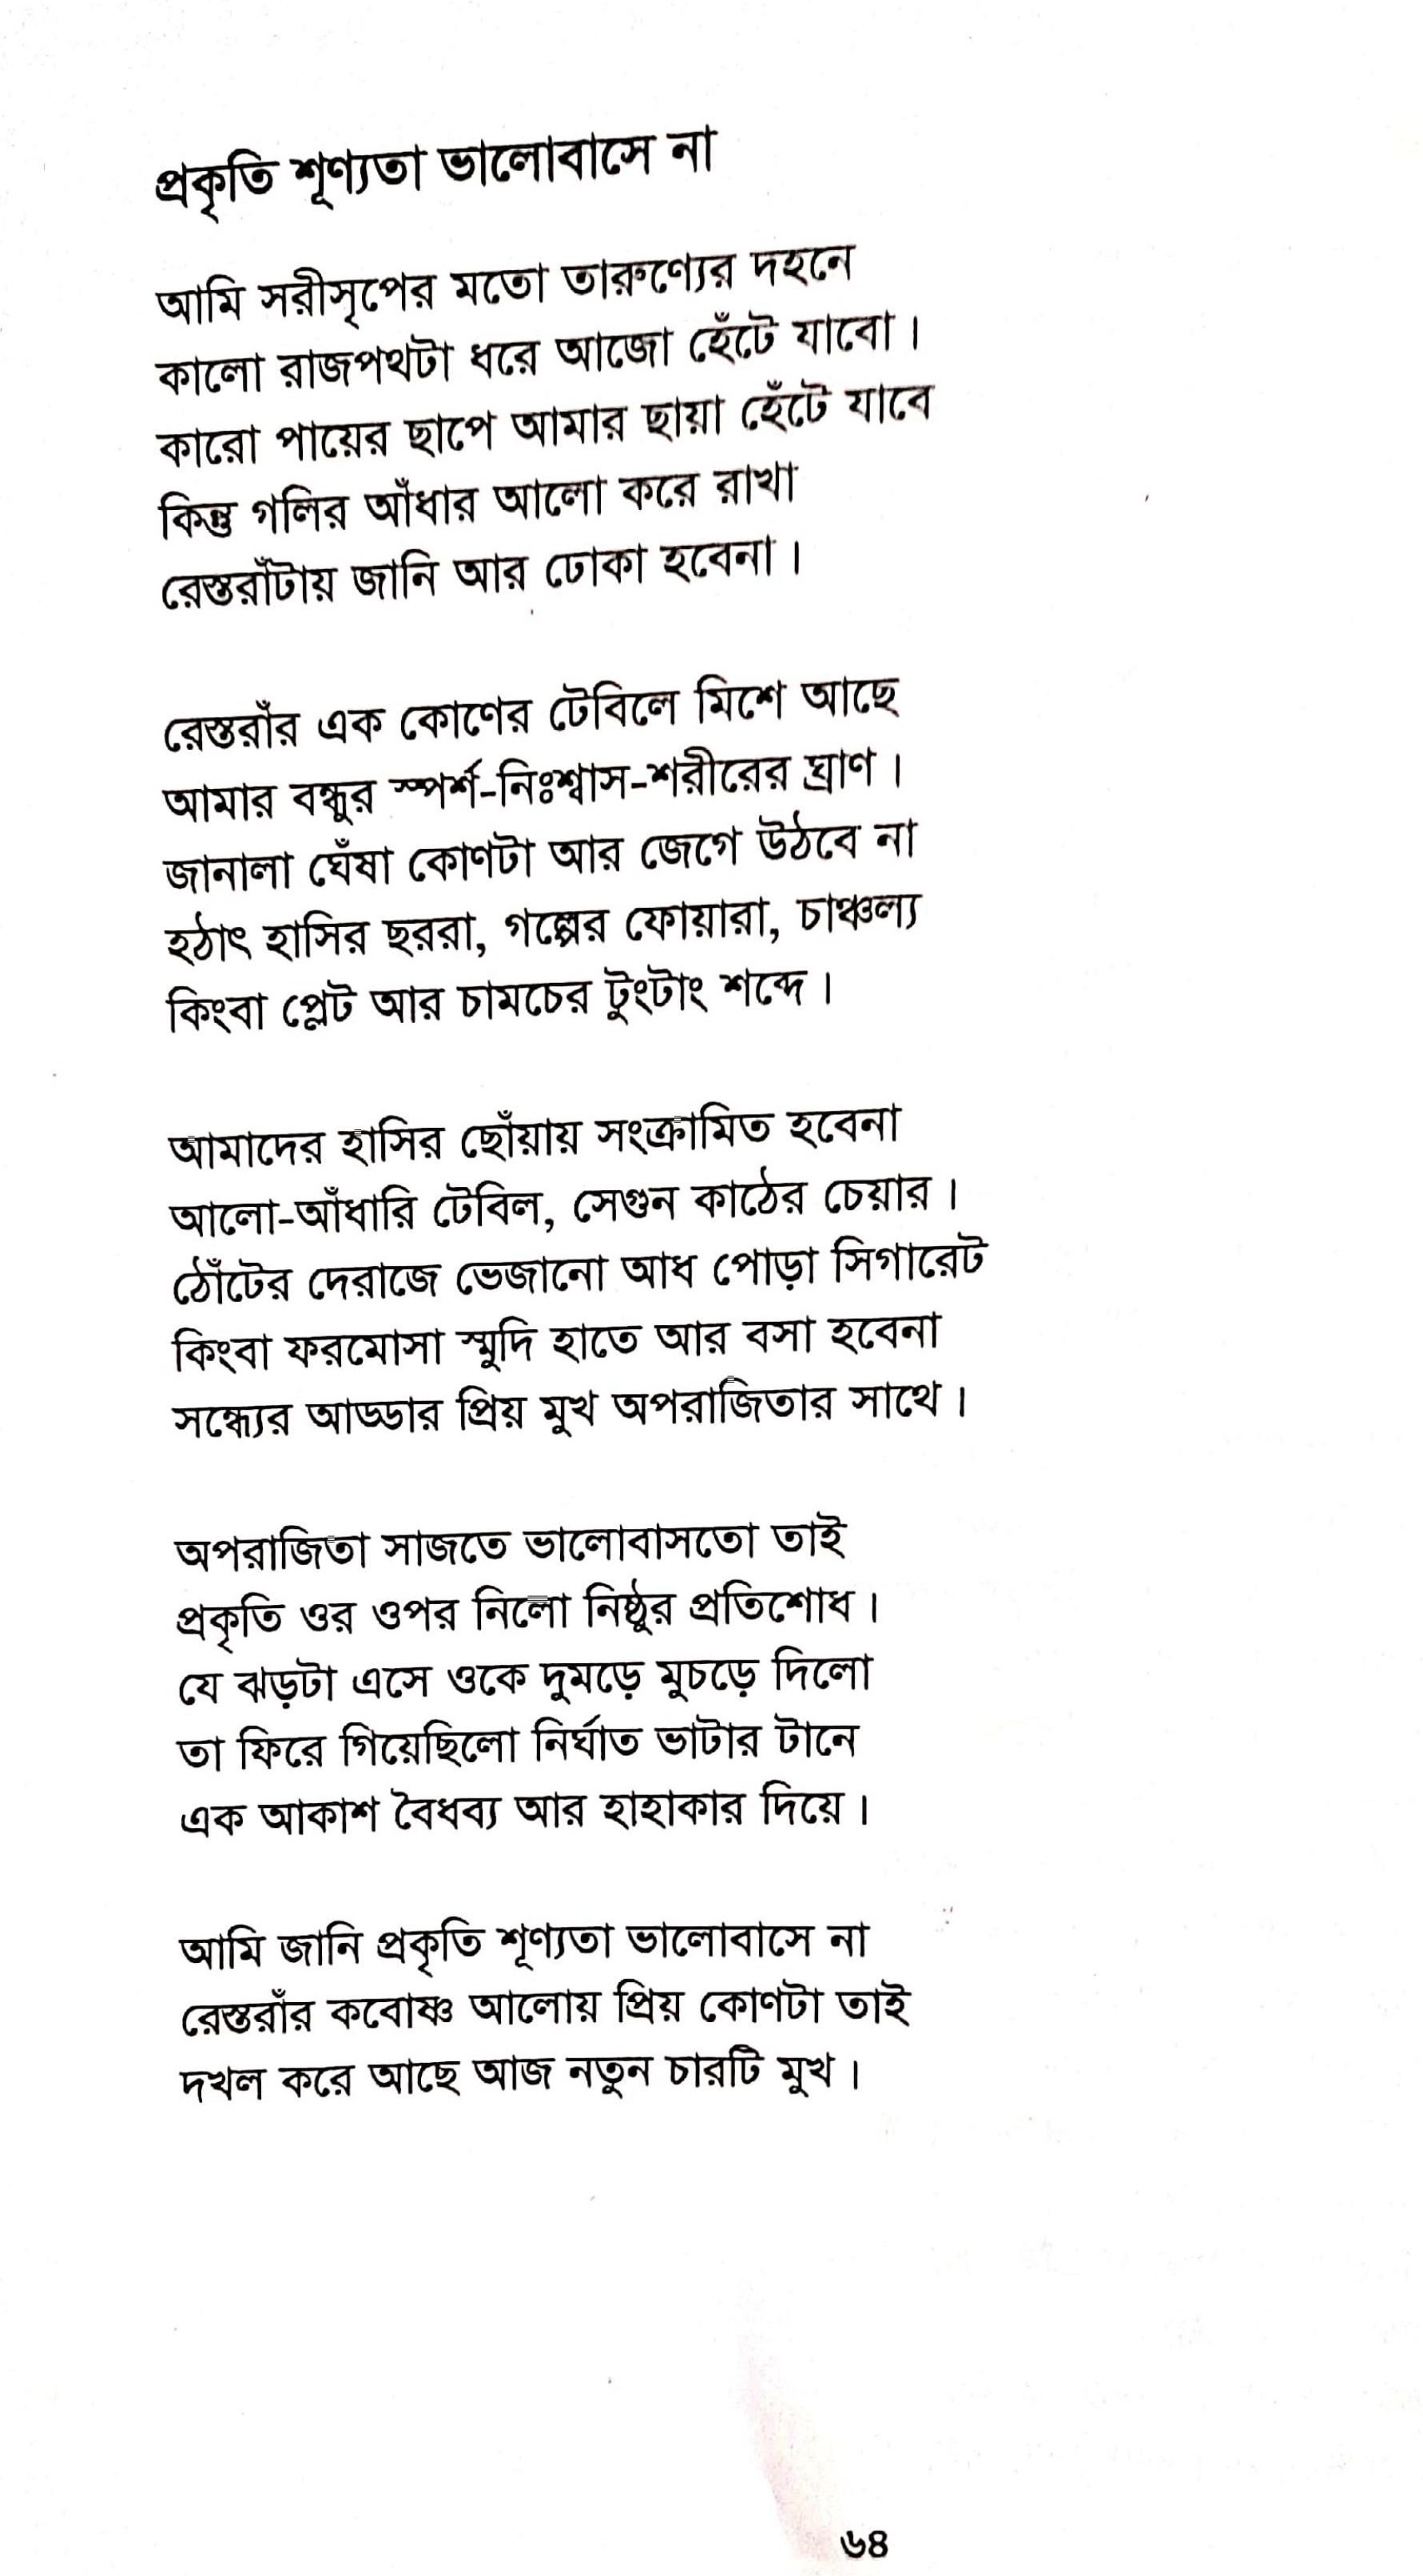 প্রকৃতি শূণ্যতা ভালোবাসে না
আমি সরীসৃপের মতো তারুণ্যের দহনে
কালো রাজপথটা ধরে আজো হেঁটে যাবো।
কারো পায়ের ছাপে আমার ছায়া হেঁটে যাবে
কিন্তু গলির আঁধার আলো করে রাখা
রেস্তরাঁটায় জানি আর ঢোকা হবেনা।
রেস্তরাঁর এক কোণের টেবিলে মিশে আছে
আমার বন্ধুর স্পর্শ-নিঃশ্বাস-শরীরের ঘ্রাণ।
জানালা ঘেঁষা কোণটা আর জেগে উঠবে না
হঠাৎ হাসির ছররা, গল্পের ফোয়ারা, চাঞ্চল্য
কিংবা প্লেট আর চামচের টুংটাং শব্দে।
আমাদের হাসির ছোঁয়ায় সংক্রামিত হবেনা
আলো-আঁধারি টেবিল, সেগুন কাঠের চেয়ার।
ঠোঁটের দেরাজে ভেজানো আধ পোড়া সিগারেট
কিংবা ফরমোসা স্মুদি হাতে আর বসা হবেনা
সন্ধ্যের আড্ডার প্রিয় মুখ অপরাজিতার সাথে।
অপরাজিতা সাজতে ভালোবাসতো তাই
প্রকৃতি ওর ওপর নিলো নিষ্ঠুর প্রতিশোধ।
যে ঝড়টা এসে ওকে দুমড়ে মুচড়ে দিলো
তা ফিরে গিয়েছিলো নির্ঘাত ভাটার টানে
এক আকাশ বৈধব্য আর হাহাকার দিয়ে।
আমি জানি প্রকৃতি শূণ্যতা ভালোবাসে না
রেস্তরাঁর কবোষ্ণ আলোয় প্রিয় কোণটা তাই
দখল করে আছে আজ নতুন চারটি মুখ।
৬৪